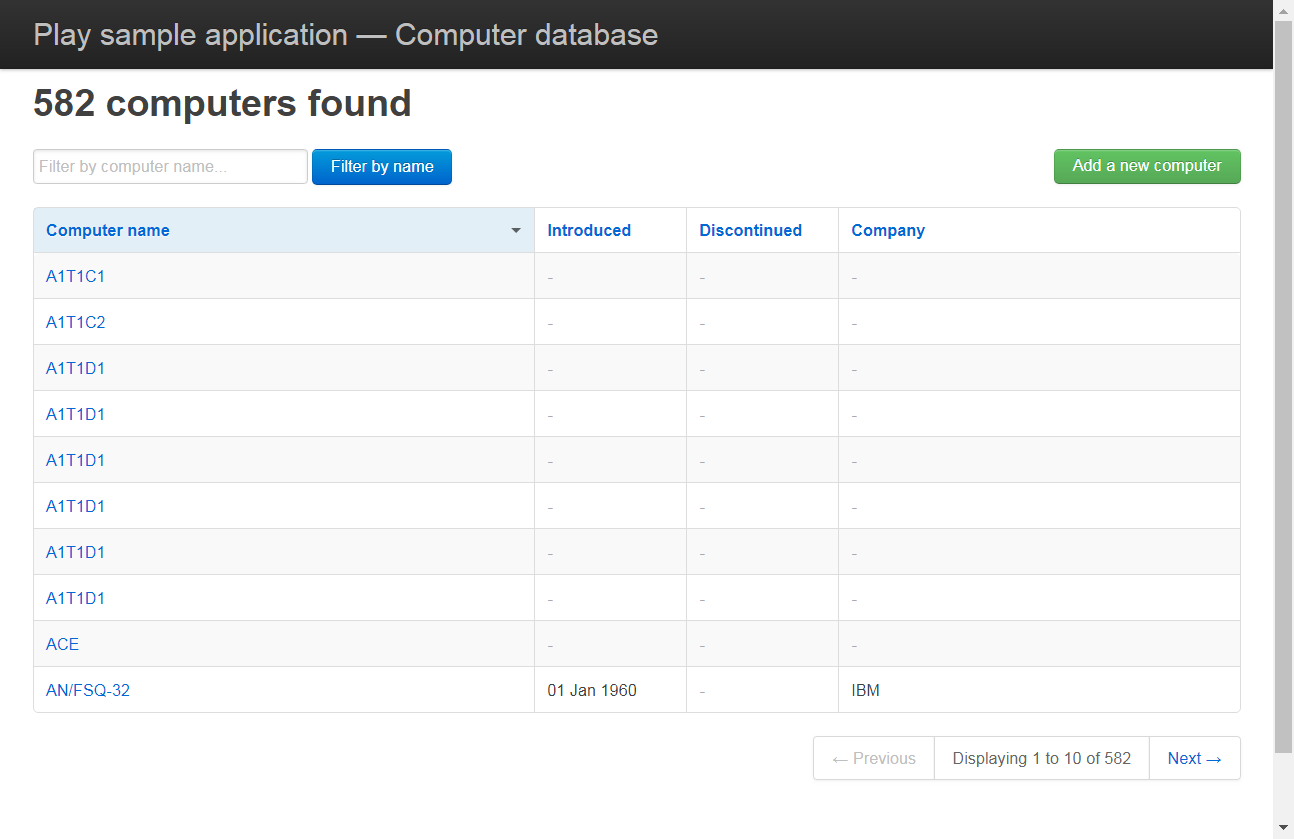 Play sample application — Computer database
582 computers found
Filter by computer name... Filter by name Add a new computer
Computer name Introduced Discontinued Company
A1T1C1 - - -
A1T1C2 - - -
A1T1D1 - - -
A1T1D1 - - -
A1T1D1 - - -
A1T1D1 - - -
A1T1D1 - - -
A1T1D1 - - -
ACE - - -
AN/FSQ-32 01 Jan 1960 - IBM
← Previous Displaying 1 to 10 of 582 Next →